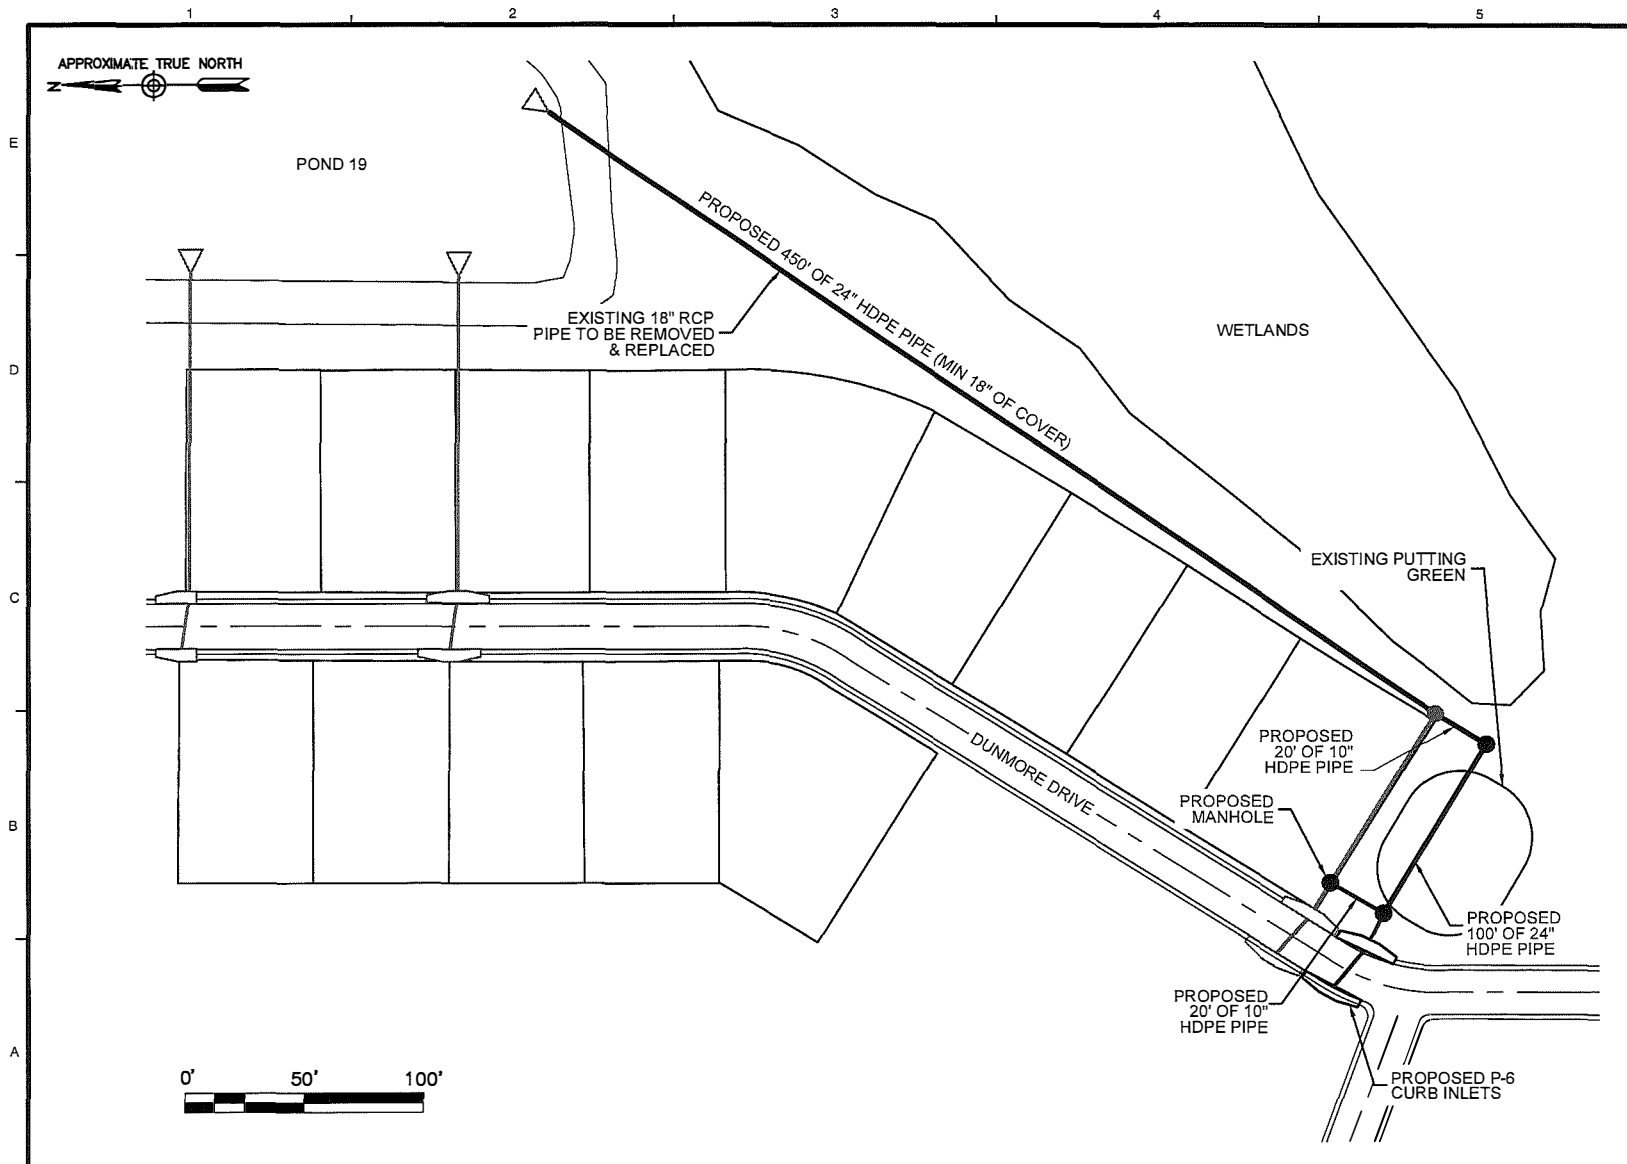 1 2 3 4 5
APPROXIMATE TRUE NORTH
N
E
POND 19
PROPOSED 450' OF 24" HDPE PIPE (MIN 18" OF COVER)
EXISTING 18" RCP
PIPE TO BE REMOVED
& REPLACED
WETLANDS
D
EXISTING PUTTING
GREEN
C
PROPOSED
20' OF 10"
HDPE PIPE
DUNMORE DRIVE
PROPOSED
MANHOLE
B
PROPOSED
100' OF 24"
HDPE PIPE
PROPOSED
20' OF 10"
HDPE PIPE
A
PROPOSED P-6
CURB INLETS
0' 50' 100'